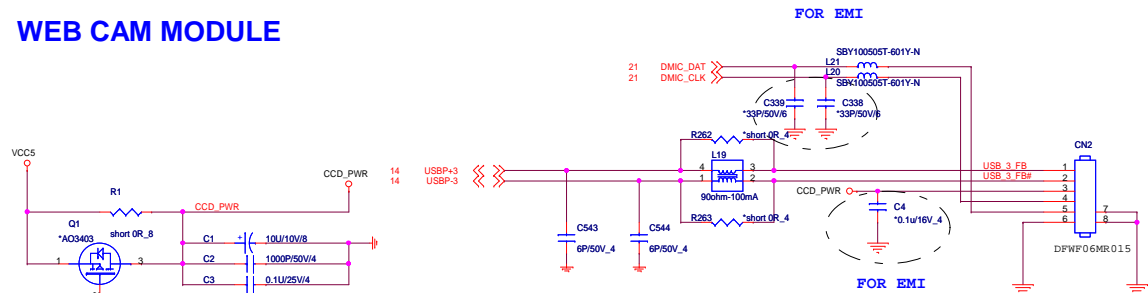 FOR EMI
WEB CAM MODULE
SBY100505T-601Y-N
L21
21 DMIC_DAT
L20
21 DMIC_CLK
SBY100505T-601Y-N
C339
C338
*33P/50V/6
*33P/50V/6
R262
*short 0R_4
CN2
VCC5
L19
4 3
1 2
90ohm-100mA
14 USBP+3
14 USBP-3
USB_3_FB
USB_3_FB#
1
2
3
4
5
6
7
8
CCD_PWR
CCD_PWR
R1
CCD_PWR
short 0R_8
Q1
*AO3403
1 3
R263
*short 0R_4
C4
*0.1u/16V_4
C1
+
10U/10V/8
C2
1000P/50V/4
C3
0.1U/25V/4
C543
6P/50V_4
C544
6P/50V_4
DFWF06MR015
FOR EMI